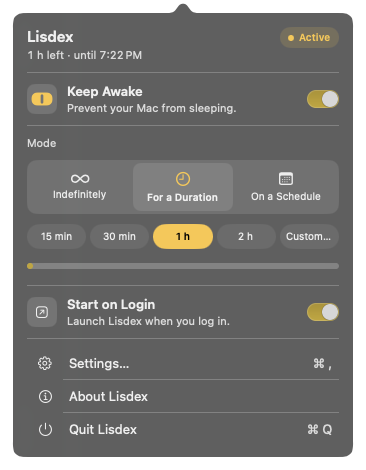 Lisdex
Active
1 h left · until 7:22 PM
Keep Awake
Prevent your Mac from sleeping.
Mode
Indefinitely
For a Duration
On a Schedule
15 min
30 min
1 h
2 h
Custom...
Start on Login
Launch Lisdex when you log in.
Settings...
⌘ ,
About Lisdex
Quit Lisdex
⌘ Q